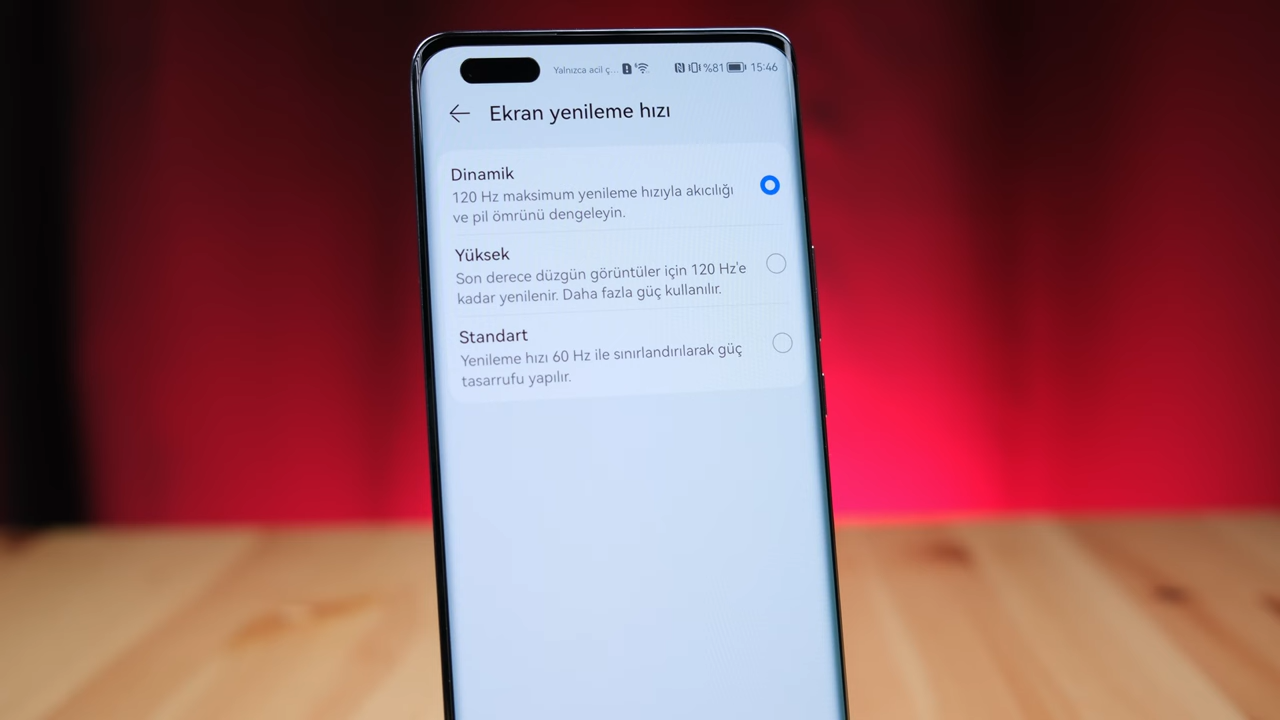 Yalnızca acil ç... %81 15:46
Ekran yenileme hızı
Dinamik
120 Hz maksimum yenileme hızıyla akıcılığı
ve pil ömrünü dengeleyin.
Yüksek
Son derece düzgün görüntüler için 120 Hz'e
kadar yenilenir. Daha fazla güç kullanılır.
Standart
Yenileme hızı 60 Hz ile sınırlandırılarak güç
tasarrufu yapılır.